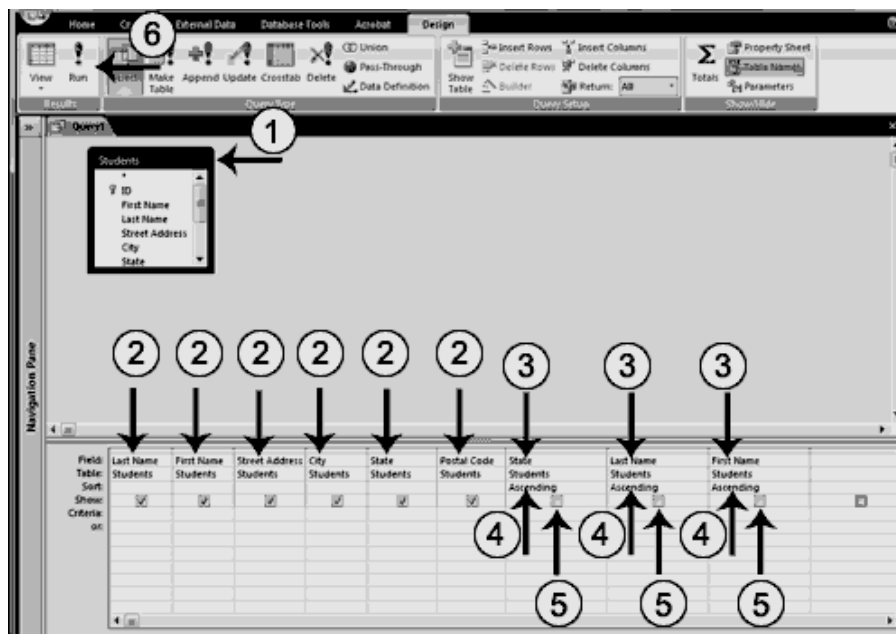 Home External Data Database Tools Acrobat Design
6
View Run Make Table Append Update Crosstab Delete
Union
Pass-Through
Data Definition
Show Table
Insert Rows
Delete Rows
Builder
Insert Columns
Delete Columns
Return: All
Totals
Property Sheet
Table Names
Parameters
Results Query Type Query Setup Show/Hide
Query1
1
Students
*
ID
First Name
Last Name
Street Address
City
State
Navigation Pane
2 2 2 2 2 2 3 3 3
Field: Last Name First Name Street Address City State Postal Code State Last Name First Name
Table: Students Students Students Students Students Students Students Students Students
Sort: Ascending Ascending Ascending
Show:
Criteria:
or:
4 4 4
5 5 5